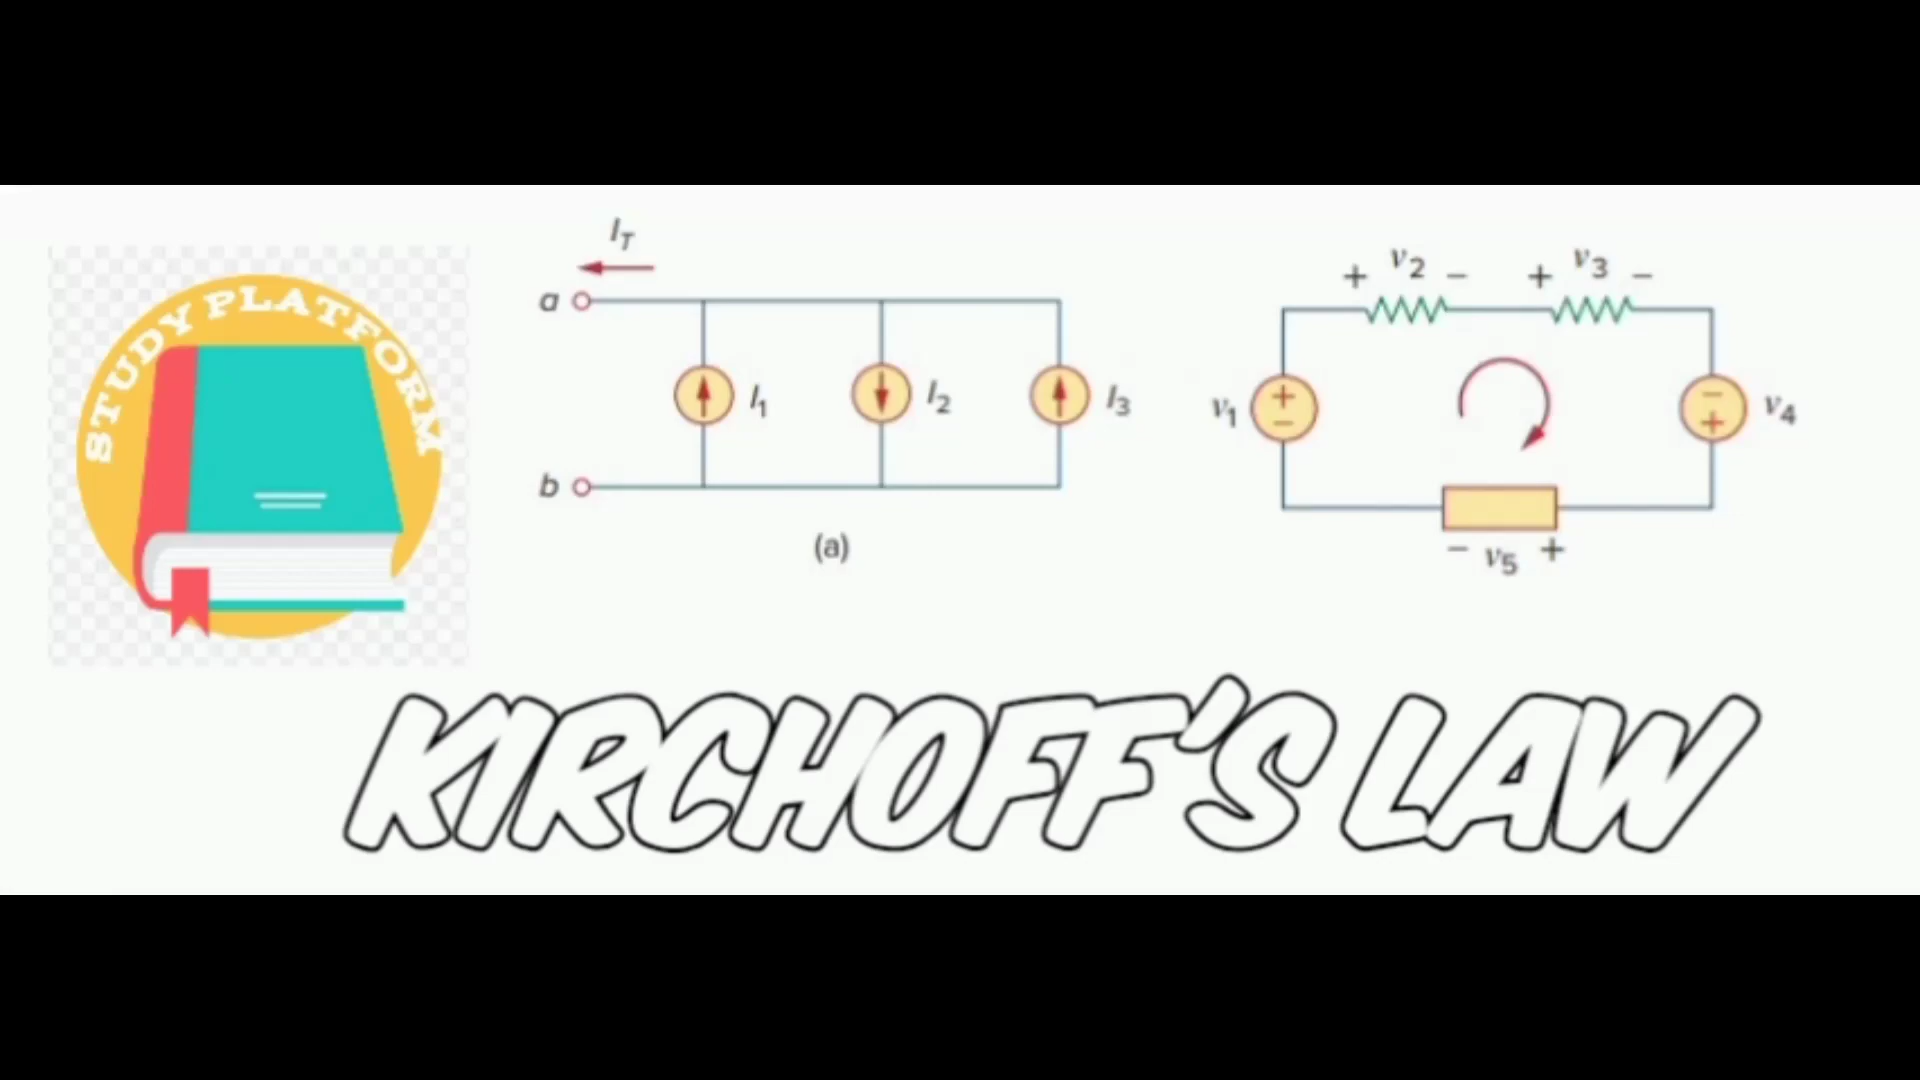 STUDY PLATFORM
I_T
a
I_1
I_2
I_3
b
(a)
+ v_2 - + v_3 -
v_1
+
-
-
+
v_4
- v_5 +
KIRCHOFF'S LAW